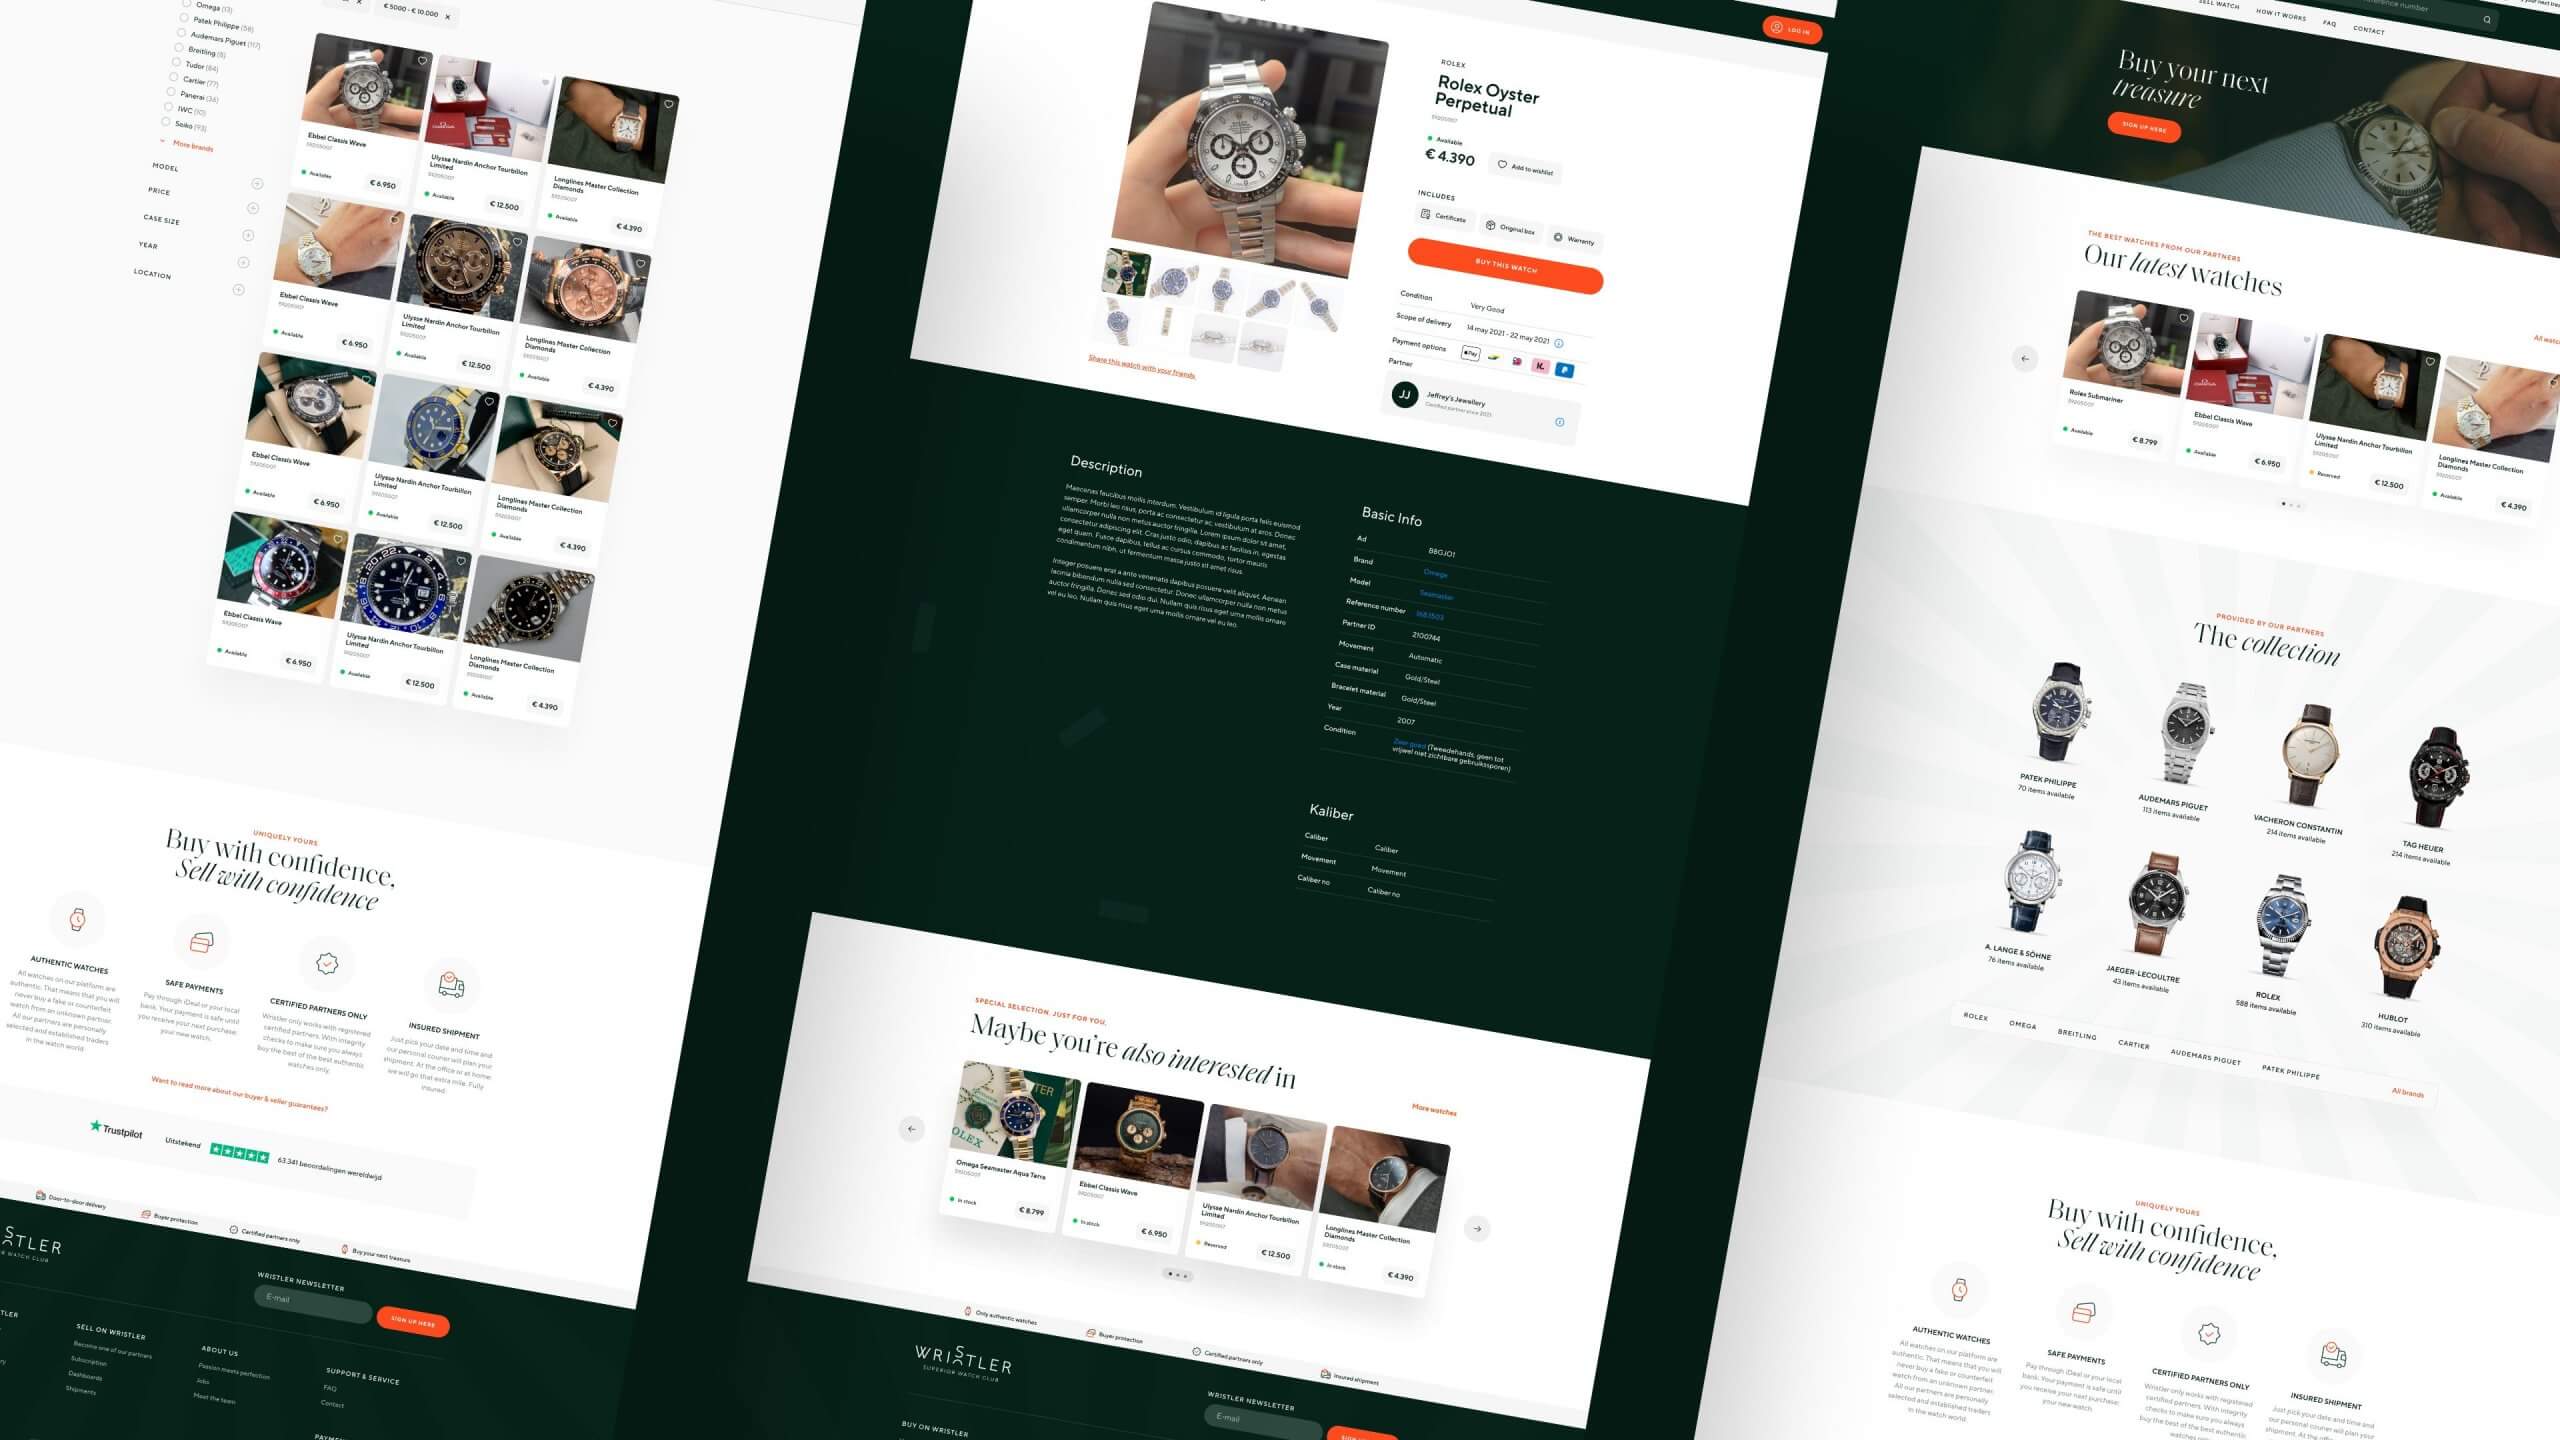 Omega (13)
Patek Philippe (58)
Audemars Piguet (117)
Breitling (8)
Tudor (84)
Cartier (77)
Panerai (36)
IWC (10)
Seiko (93)
More brands
MODEL
PRICE
CASE SIZE
YEAR
LOCATION
€ 5000 - € 10.000
Ebbel Classis Wave
59205007
Available
€ 6.950
Ulysse Nardin Anchor Tourbillon
Limited
59205007
Available
€ 12.500
Longlines Master Collection
Diamonds
59205007
Available
€ 4.390
Ebbel Classis Wave
59205007
Available
€ 6.950
Ulysse Nardin Anchor Tourbillon
Limited
59205007
Available
€ 12.500
Longlines Master Collection
Diamonds
59205007
Available
€ 4.390
Ebbel Classis Wave
59205007
Available
€ 6.950
Ulysse Nardin Anchor Tourbillon
Limited
59205007
Available
€ 12.500
Longlines Master Collection
Diamonds
59205007
Available
€ 4.390
Ebbel Classis Wave
59205007
Available
€ 6.950
Ulysse Nardin Anchor Tourbillon
Limited
59205007
Available
€ 12.500
Longlines Master Collection
Diamonds
59205007
Available
€ 4.390
UNIQUELY YOURS
Buy with confidence,
Sell with confidence
AUTHENTIC WATCHES
All watches on our platform are
authentic. That means that you will
never buy a fake or counterfeit
watch from an unknown partner.
All our partners are personally
selected and established traders
in the watch world.
SAFE PAYMENTS
Pay through iDeal or your local
bank. Your payment is safe until
you receive your next purchase:
your new watch.
CERTIFIED PARTNERS ONLY
Wristler only works with registered
certified partners. With integrity
checks to make sure you always
buy the best of the best authentic
watches only.
INSURED SHIPMENT
Just pick your date and time and
our personal courier will plan your
shipment. At the office or at home:
we will go that extra mile. Fully
insured.
Want to read more about our buyer & seller guarantees?
Trustpilot
Uitstekend
63.341 beoordelingen wereldwijd
Door-to-door delivery
Buyer protection
Certified partners only
Buy your next treasure
STLER
WATCH CLUB
WRISTLER NEWSLETTER
E-mail
SIGN UP HERE
SELL ON WRISTLER
Become one of our partners
Subscription
Dashboards
Shipments
ABOUT US
Passion meets perfection
Jobs
Meet the team
SUPPORT & SERVICE
FAQ
Contact
LOG IN
ROLEX
Rolex Oyster
Perpetual
59205007
Available
€ 4.390
Add to wishlist
INCLUDES
Certificate
Original box
Warranty
BUY THIS WATCH
Condition
Very Good
Scope of delivery
14 may 2021 - 22 may 2021
Payment options
Pay
K.
P
Partner
JJ
Jeffrey's Jewellery
Certified partner since 2021
Share this watch with your friends.
Description
Maecenas faucibus mollis interdum. Vestibulum id ligula porta felis euismod
semper. Morbi leo risus, porta ac consectetur ac, vestibulum at eros. Donec
ullamcorper nulla non metus auctor fringilla. Lorem ipsum dolor sit amet,
consectetur adipiscing elit. Cras justo odio, dapibus ac facilisis in, egestas
eget quam. Fusce dapibus, tellus ac cursus commodo, tortor mauris
condimentum nibh, ut fermentum massa justo sit amet risus.
Integer posuere erat a ante venenatis dapibus posuere velit aliquet. Aenean
lacinia bibendum nulla sed consectetur. Donec ullamcorper nulla non metus
auctor fringilla. Donec sed odio dui. Nullam quis risus eget urna mollis ornare
vel eu leo. Nullam quis risus eget urna mollis ornare vel eu leo.
Basic Info
Ad
BBGJ01
Brand
Omega
Model
Seamaster
Reference number
1683503
Partner ID
2100744
Movement
Automatic
Case material
Gold/Steel
Bracelet material
Gold/Steel
Year
2007
Condition
Zeer goed (Tweedehands, geen tot
vrijwel niet zichtbare gebruikssporen)
Kaliber
Caliber
Caliber
Movement
Movement
Caliber no
Caliber no
SPECIAL SELECTION. JUST FOR YOU.
Maybe you're also interested in
More watches
Omega Seamaster Aqua Terra
59205007
In stock
€ 8.799
Ebbel Classis Wave
59205007
In stock
€ 6.950
Ulysse Nardin Anchor Tourbillon
Limited
59205007
Reserved
€ 12.500
Longlines Master Collection
Diamonds
59205007
In stock
€ 4.390
Only authentic watches
Buyer protection
Certified partners only
Insured shipment
WRISTLER
SUPERIOR WATCH CLUB
WRISTLER NEWSLETTER
E-mail
BUY ON WRISTLER
SELL WATCH
HOW IT WORKS
FAQ
CONTACT
Buy your next
treasure
SIGN UP HERE
THE BEST WATCHES FROM OUR PARTNERS
Our latest watches
Rolex Submariner
59205007
Available
€ 8.799
Ebbel Classis Wave
59205007
Available
€ 6.950
Ulysse Nardin Anchor Tourbillon
Limited
59205007
Reserved
€ 12.500
Longlines Master Collection
Diamonds
59205007
Available
€ 4.390
PROVIDED BY OUR PARTNERS
The collection
PATEK PHILIPPE
70 items available
AUDEMARS PIGUET
113 items available
VACHERON CONSTANTIN
214 items available
TAG HEUER
214 items available
A. LANGE & SÖHNE
76 items available
JAEGER-LECOULTRE
43 items available
ROLEX
588 items available
HUBLOT
310 items available
ROLEX
OMEGA
BREITLING
CARTIER
AUDEMARS PIGUET
PATEK PHILIPPE
All brands
UNIQUELY YOURS
Buy with confidence,
Sell with confidence
AUTHENTIC WATCHES
All watches on our platform are
authentic. That means that you will
never buy a fake or counterfeit
watch from an unknown partner.
All our partners are personally
selected and established traders
in the watch world.
SAFE PAYMENTS
Pay through iDeal or your local
bank. Your payment is safe until
you receive your next purchase:
your new watch.
CERTIFIED PARTNERS ONLY
Wristler only works with registered
certified partners. With integrity
checks to make sure you always
buy the best of the best authentic
INSURED SHIPMENT
Just pick your date and time and
our personal courier will plan your
shipment. At the office or at home: